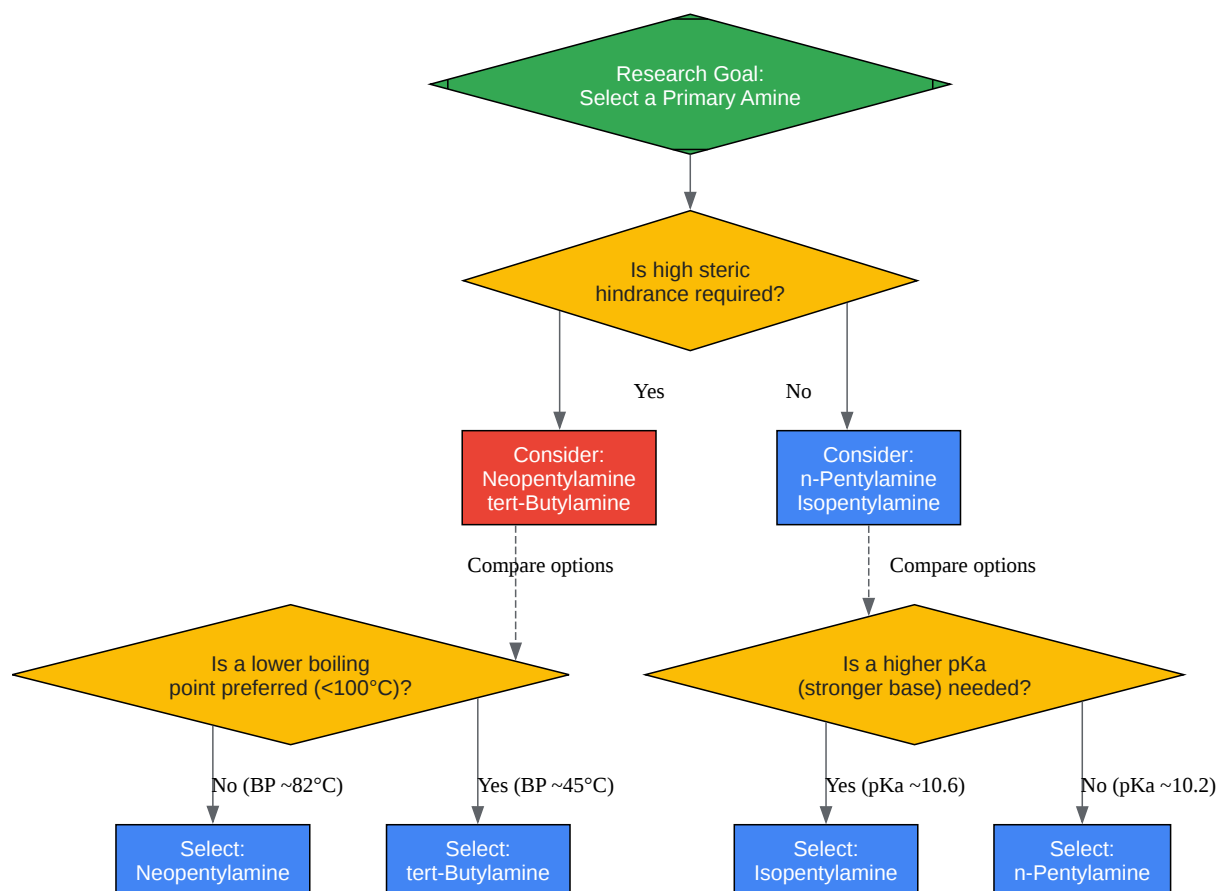 Research Goal:
Select a Primary Amine
Is high steric
hindrance required?
Yes
No
Consider:
Neopentylamine
tert-Butylamine
Consider:
n-Pentylamine
Isopentylamine
Compare options
Compare options
Is a lower boiling
point preferred (<100°C)?
Is a higher pKa
(stronger base) needed?
No (BP ~82°C)
Yes (BP ~45°C)
Yes (pKa ~10.6)
No (pKa ~10.2)
Select:
Neopentylamine
Select:
tert-Butylamine
Select:
Isopentylamine
Select:
n-Pentylamine